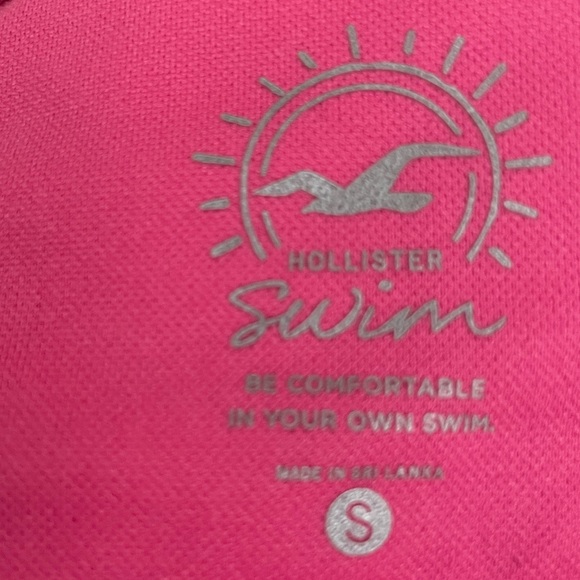 HOLLISTER
Swim
BE COMFORTABLE
IN YOUR OWN SWIM.
MADE IN SRI LANKA
S